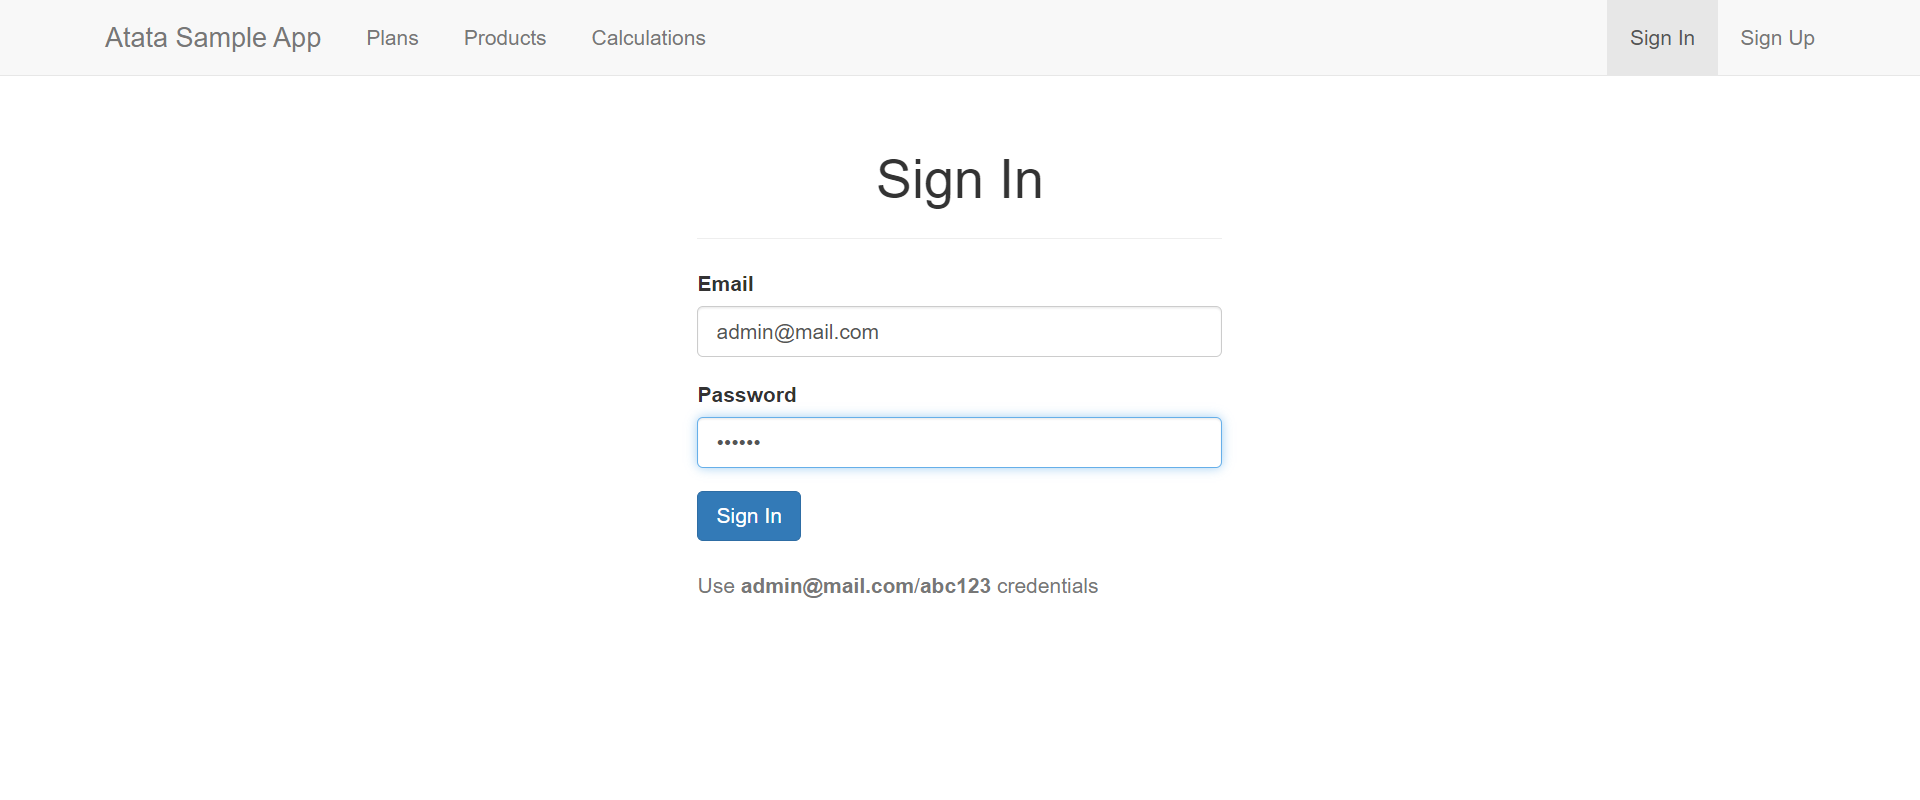 Atata Sample App Plans Products Calculations Sign In Sign Up
Sign In
Email
admin@mail.com
Password
••••••
Sign In
Use admin@mail.com/abc123 credentials